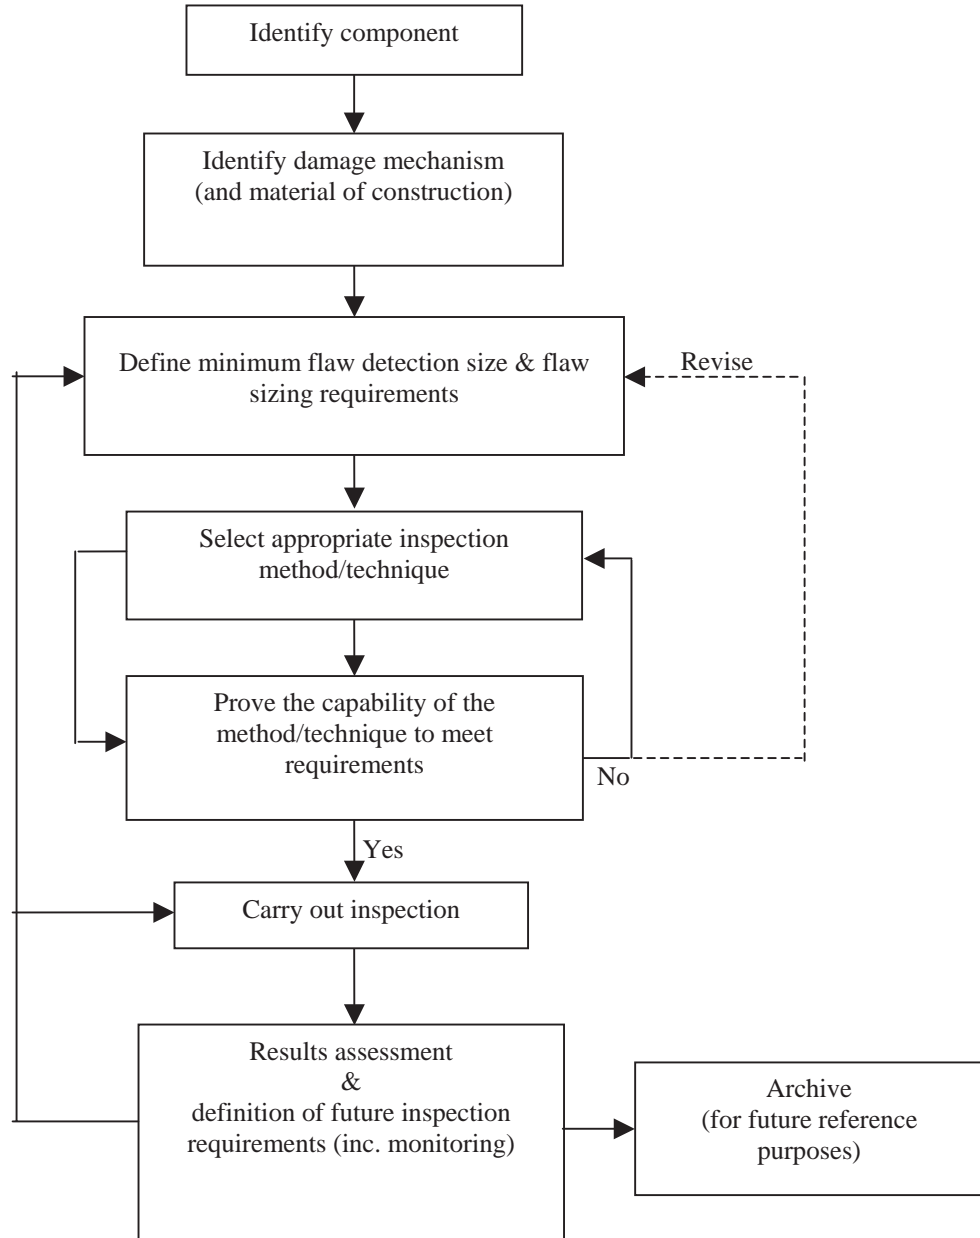 Identify component
Identify damage mechanism
(and material of construction)
Define minimum flaw detection size & flaw
sizing requirements
Revise
Select appropriate inspection
method/technique
Prove the capability of the
method/technique to meet
requirements
No
Yes
Carry out inspection
Results assessment
&
definition of future inspection
requirements (inc. monitoring)
Archive
(for future reference
purposes)